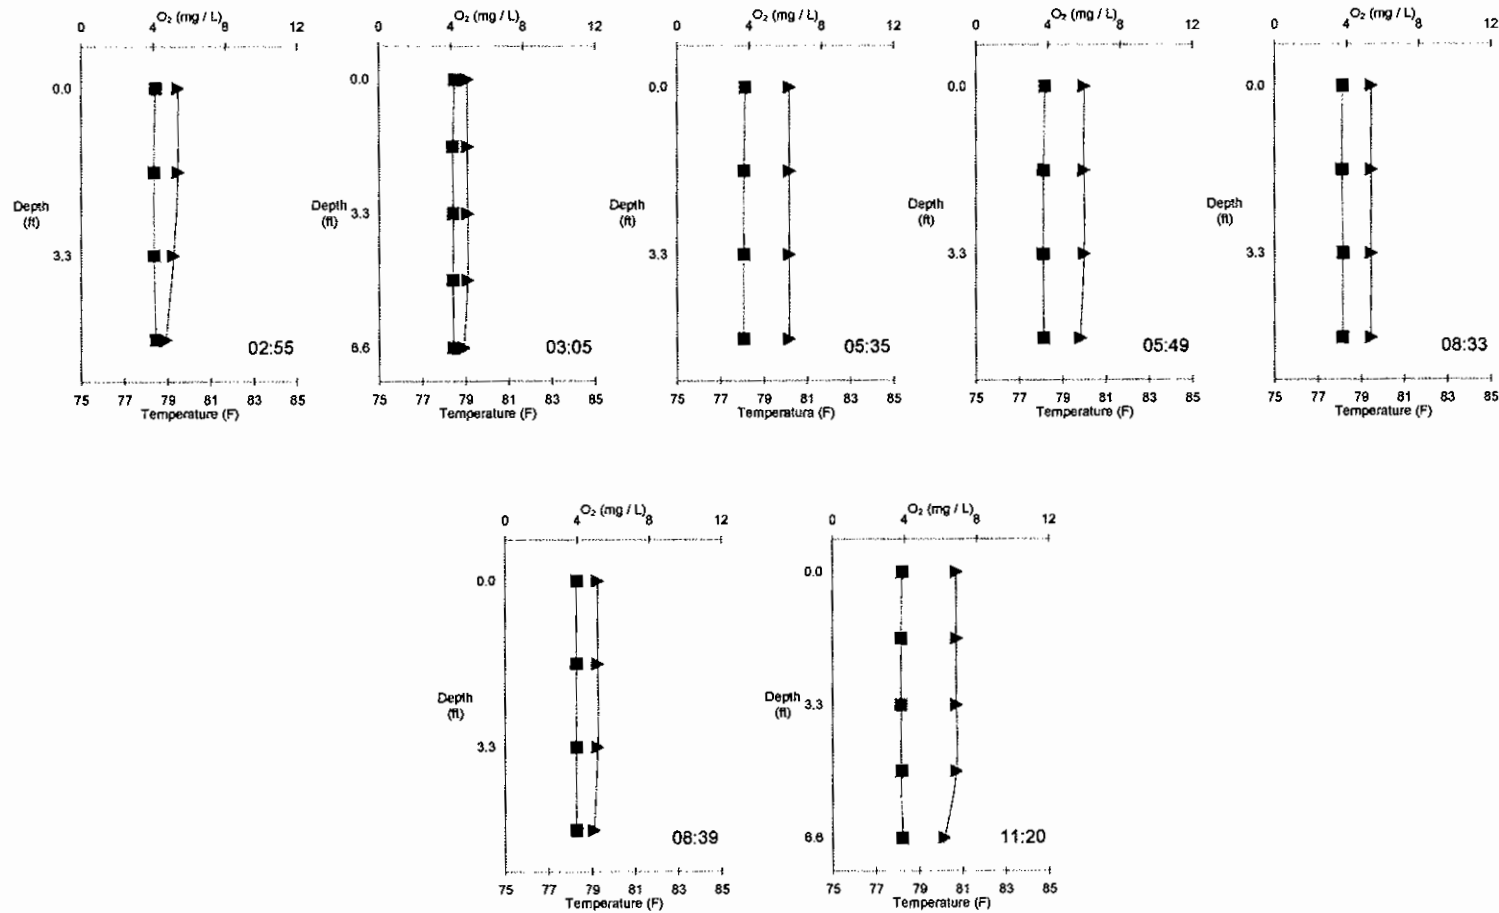 O₂ (mg / L)
0 4 8 12
0.0
Depth
(ft)
3.3
02:55
75 77 79 81 83 85
Temperature (F)
O₂ (mg / L)
0 4 8 12
0.0
Depth
(ft)
3.3
6.6
03:05
75 77 79 81 83 85
Temperature (F)
O₂ (mg / L)
0 4 8 12
0.0
Depth
(ft)
3.3
05:35
75 77 79 81 83 85
Temperatura (F)
O₂ (mg / L)
0 4 8 12
0.0
Depth
(ft)
3.3
05:49
75 77 79 81 83 85
Temperature (F)
O₂ (mg / L)
0 4 8 12
0.0
Depth
(ft)
3.3
08:33
75 77 79 81 83 85
Temperature (F)
O₂ (mg / L)
0 4 8 12
0.0
Depth
(ft)
3.3
08:39
75 77 79 81 83 85
Temperature (F)
O₂ (mg / L)
0 4 8 12
0.0
Depth
(ft)
3.3
6.6
11:20
75 77 79 81 83 85
Temperature (F)